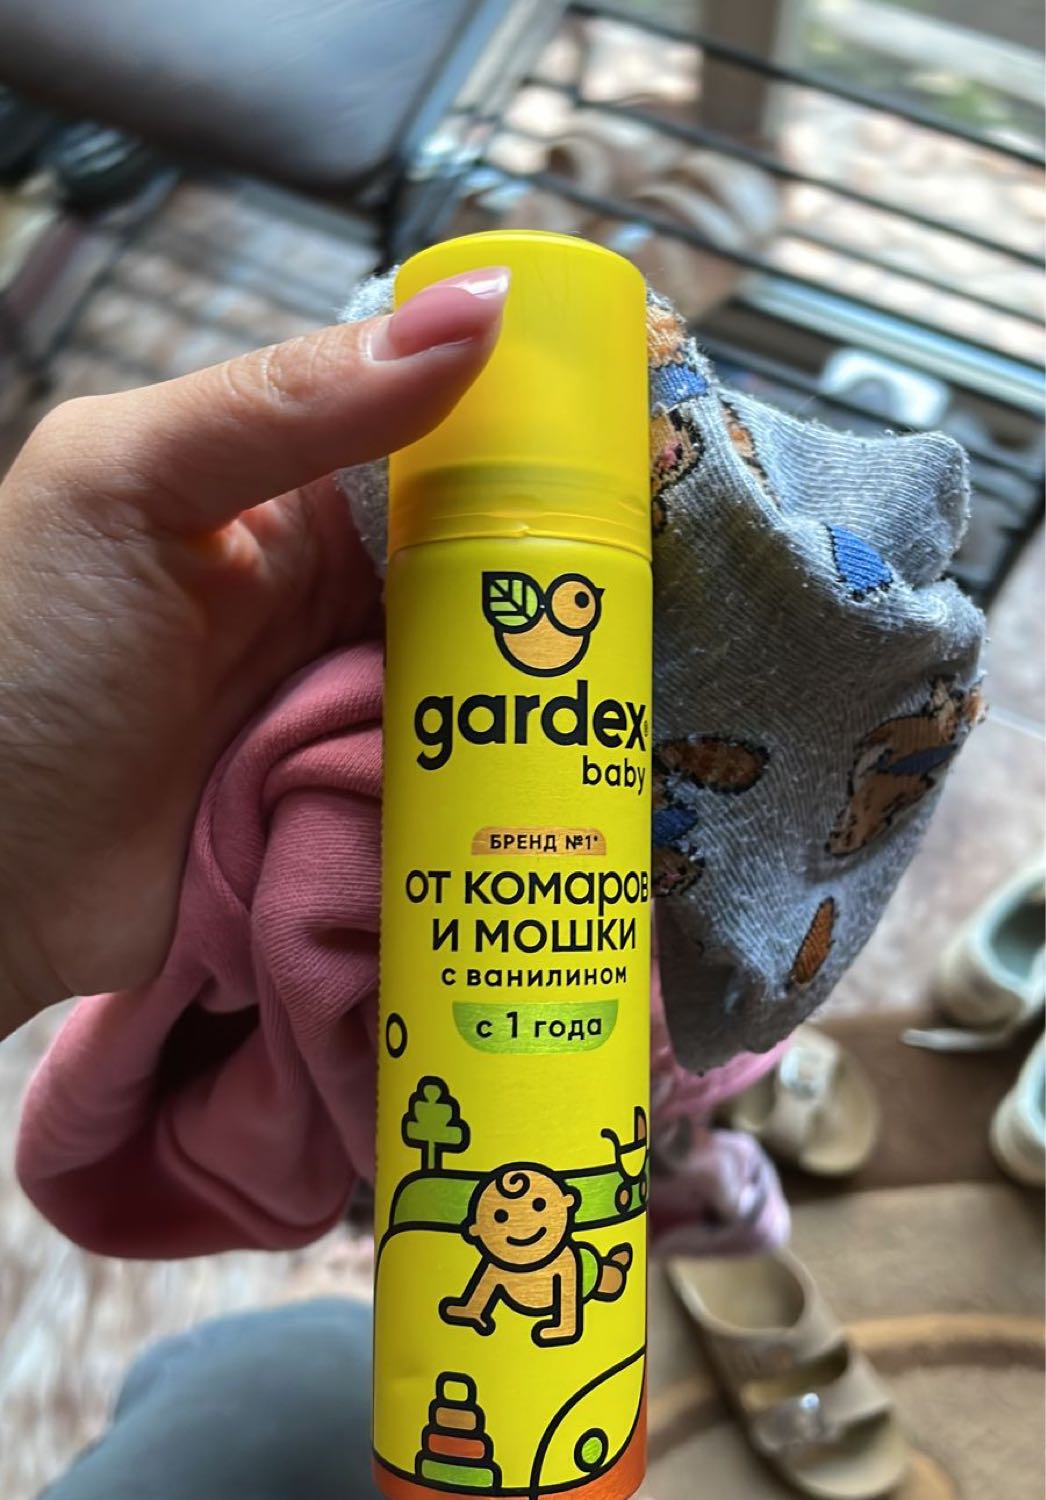 gardex
baby
БРЕНД №1*
ОТ КОМАРОВ
И МОШКИ
с ванилином
с 1 года